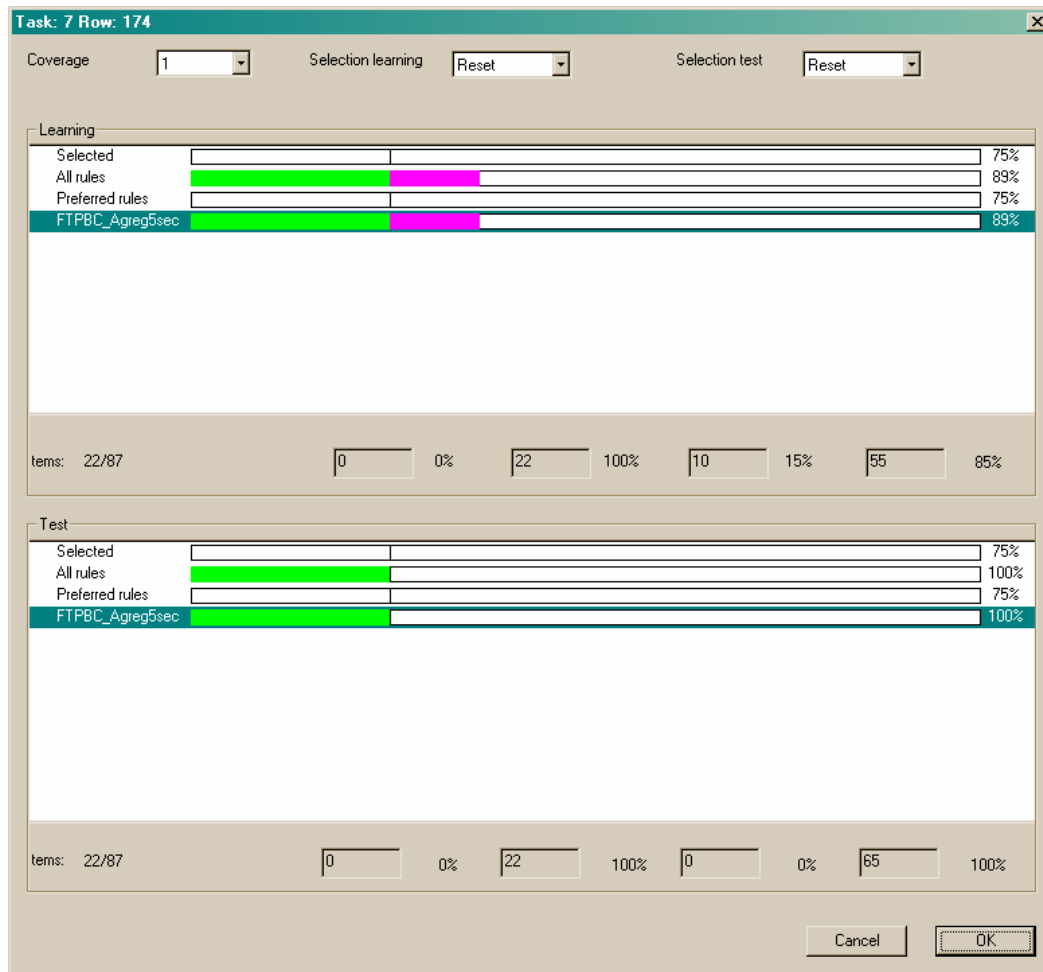 Task: 7 Row: 174
Coverage 1 Selection learning Reset Selection test Reset
Learning
Selected 75%
All rules 89%
Preferred rules 75%
FTPBC_Agreg5sec 89%
tems: 22/87 0 0% 22 100% 10 15% 55 85%
Test
Selected 75%
All rules 100%
Preferred rules 75%
FTPBC_Agreg5sec 100%
tems: 22/87 0 0% 22 100% 0 0% 65 100%
Cancel OK